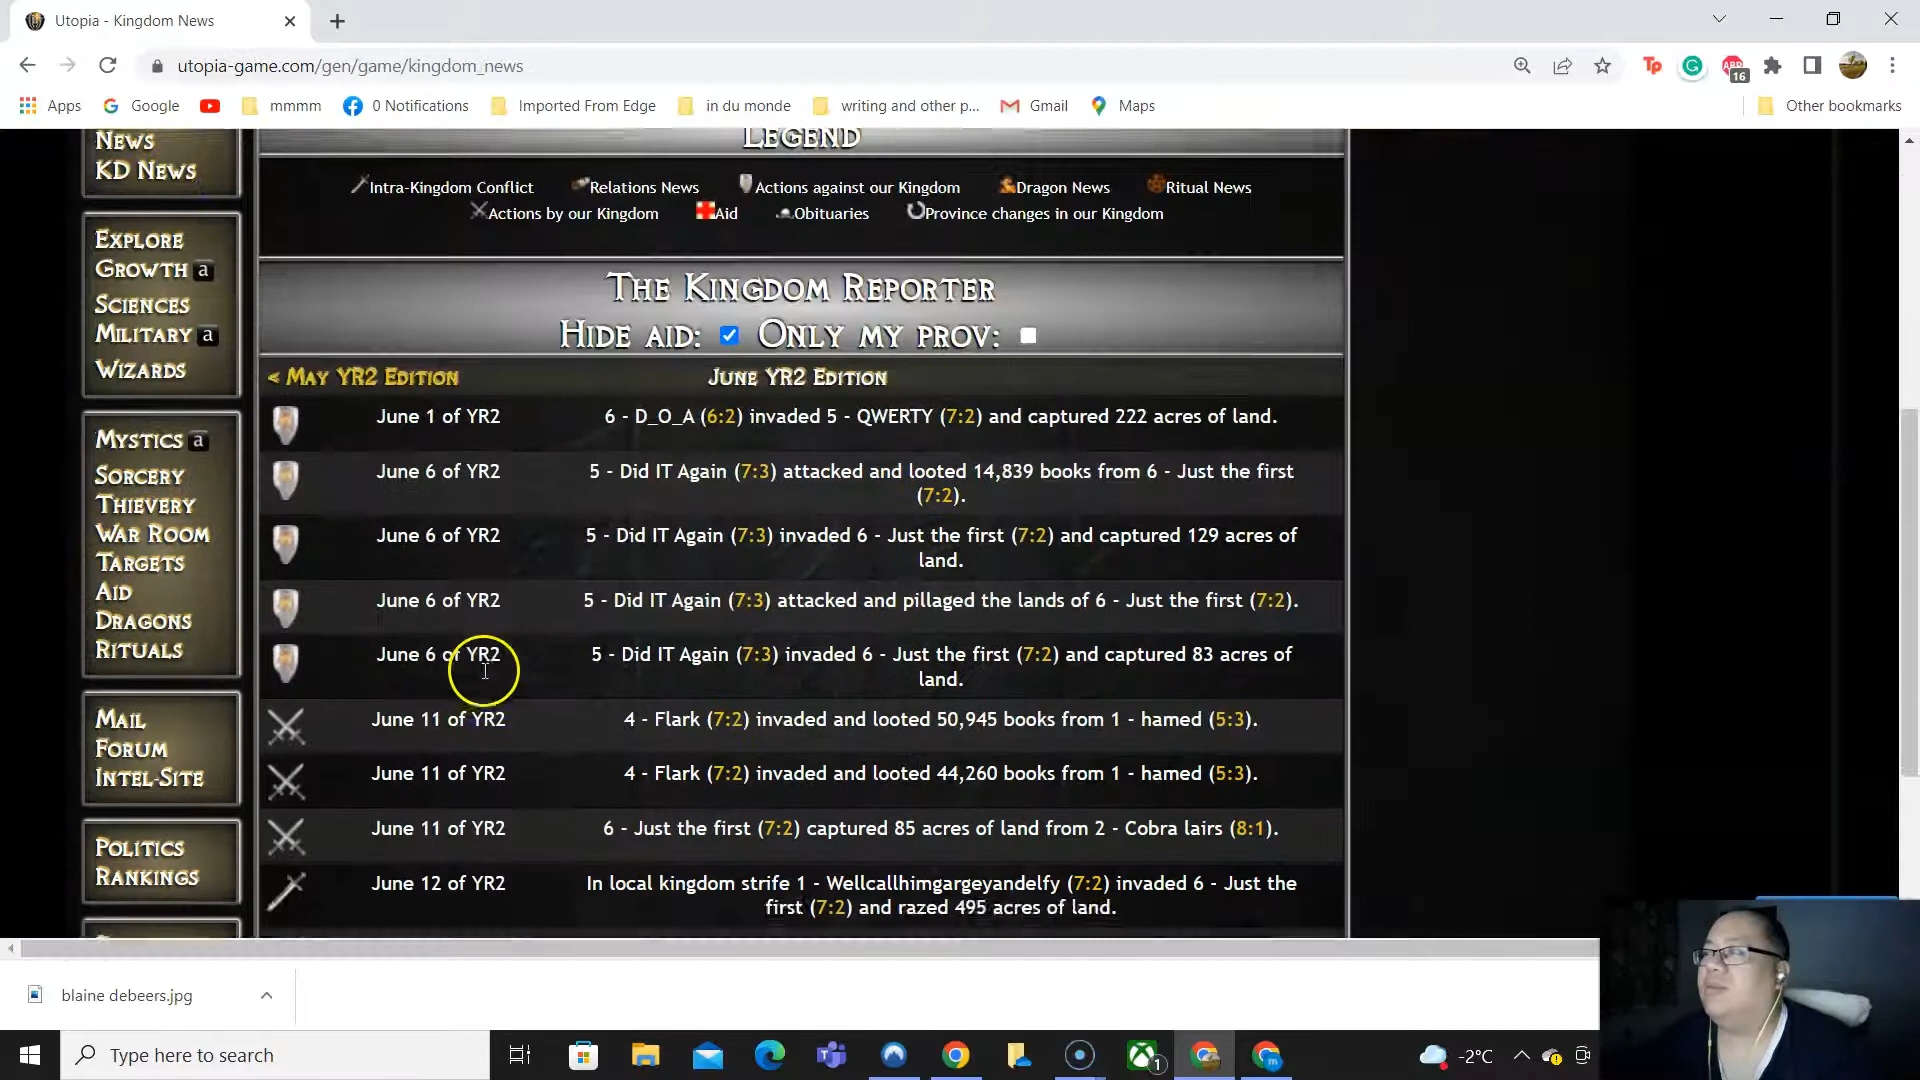 Utopia - Kingdom News
utopia-game.com/gen/game/kingdom_news
16
Apps Google mmmm 0 Notifications Imported From Edge in du monde writing and other p... Gmail Maps Other bookmarks
News
KD News
Explore
Growth a
Sciences
Military a
Wizards
Mystics a
Sorcery
Thievery
War Room
Targets
Aid
Dragons
Rituals
Mail
Forum
Intel-Site
Politics
Rankings
Legend
Intra-Kingdom Conflict Relations News Actions against our Kingdom Dragon News Ritual News
Actions by our Kingdom Aid Obituaries Province changes in our Kingdom
The Kingdom Reporter
Hide aid: Only my prov:
< May YR2 Edition June YR2 Edition
June 1 of YR2 6 - D_O_A (6:2) invaded 5 - QWERTY (7:2) and captured 222 acres of land.
June 6 of YR2 5 - Did IT Again (7:3) attacked and looted 14,839 books from 6 - Just the first
(7:2).
June 6 of YR2 5 - Did IT Again (7:3) invaded 6 - Just the first (7:2) and captured 129 acres of
land.
June 6 of YR2 5 - Did IT Again (7:3) attacked and pillaged the lands of 6 - Just the first (7:2).
June 6 of YR2 5 - Did IT Again (7:3) invaded 6 - Just the first (7:2) and captured 83 acres of
land.
June 11 of YR2 4 - Flark (7:2) invaded and looted 50,945 books from 1 - hamed (5:3).
June 11 of YR2 4 - Flark (7:2) invaded and looted 44,260 books from 1 - hamed (5:3).
June 11 of YR2 6 - Just the first (7:2) captured 85 acres of land from 2 - Cobra lairs (8:1).
June 12 of YR2 In local kingdom strife 1 - Wellcallhimgargeyandelfy (7:2) invaded 6 - Just the
first (7:2) and razed 495 acres of land.
blaine debeers.jpg
Type here to search
1
-2°C